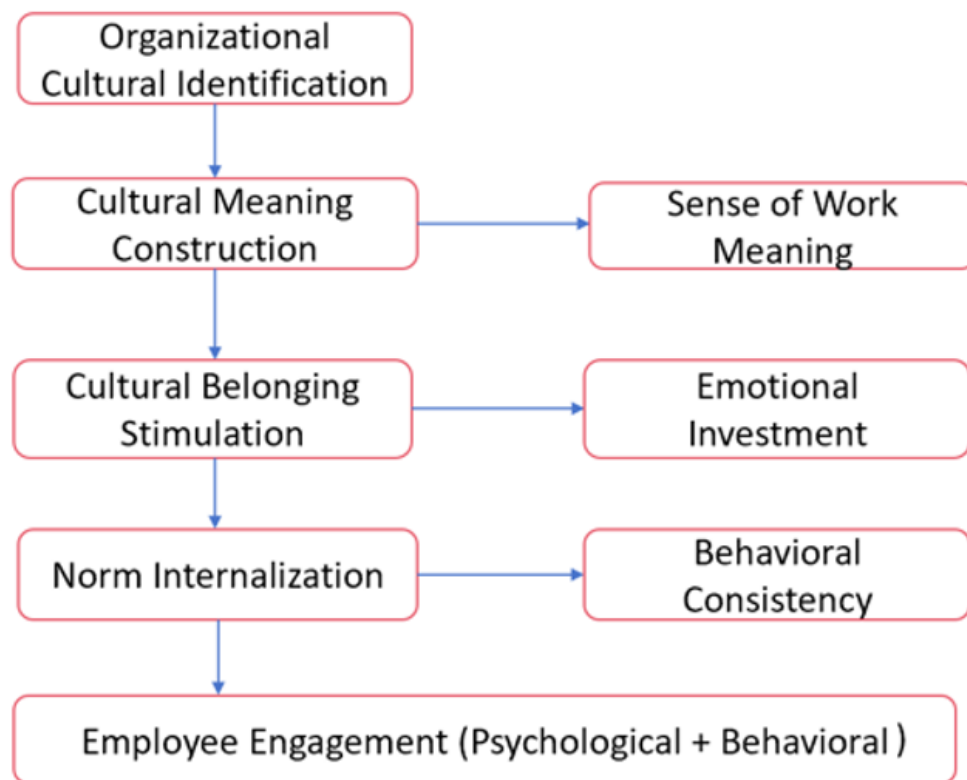 Organizational
Cultural Identification
Cultural Meaning
Construction
Sense of Work
Meaning
Cultural Belonging
Stimulation
Emotional
Investment
Norm Internalization
Behavioral
Consistency
Employee Engagement (Psychological + Behavioral)